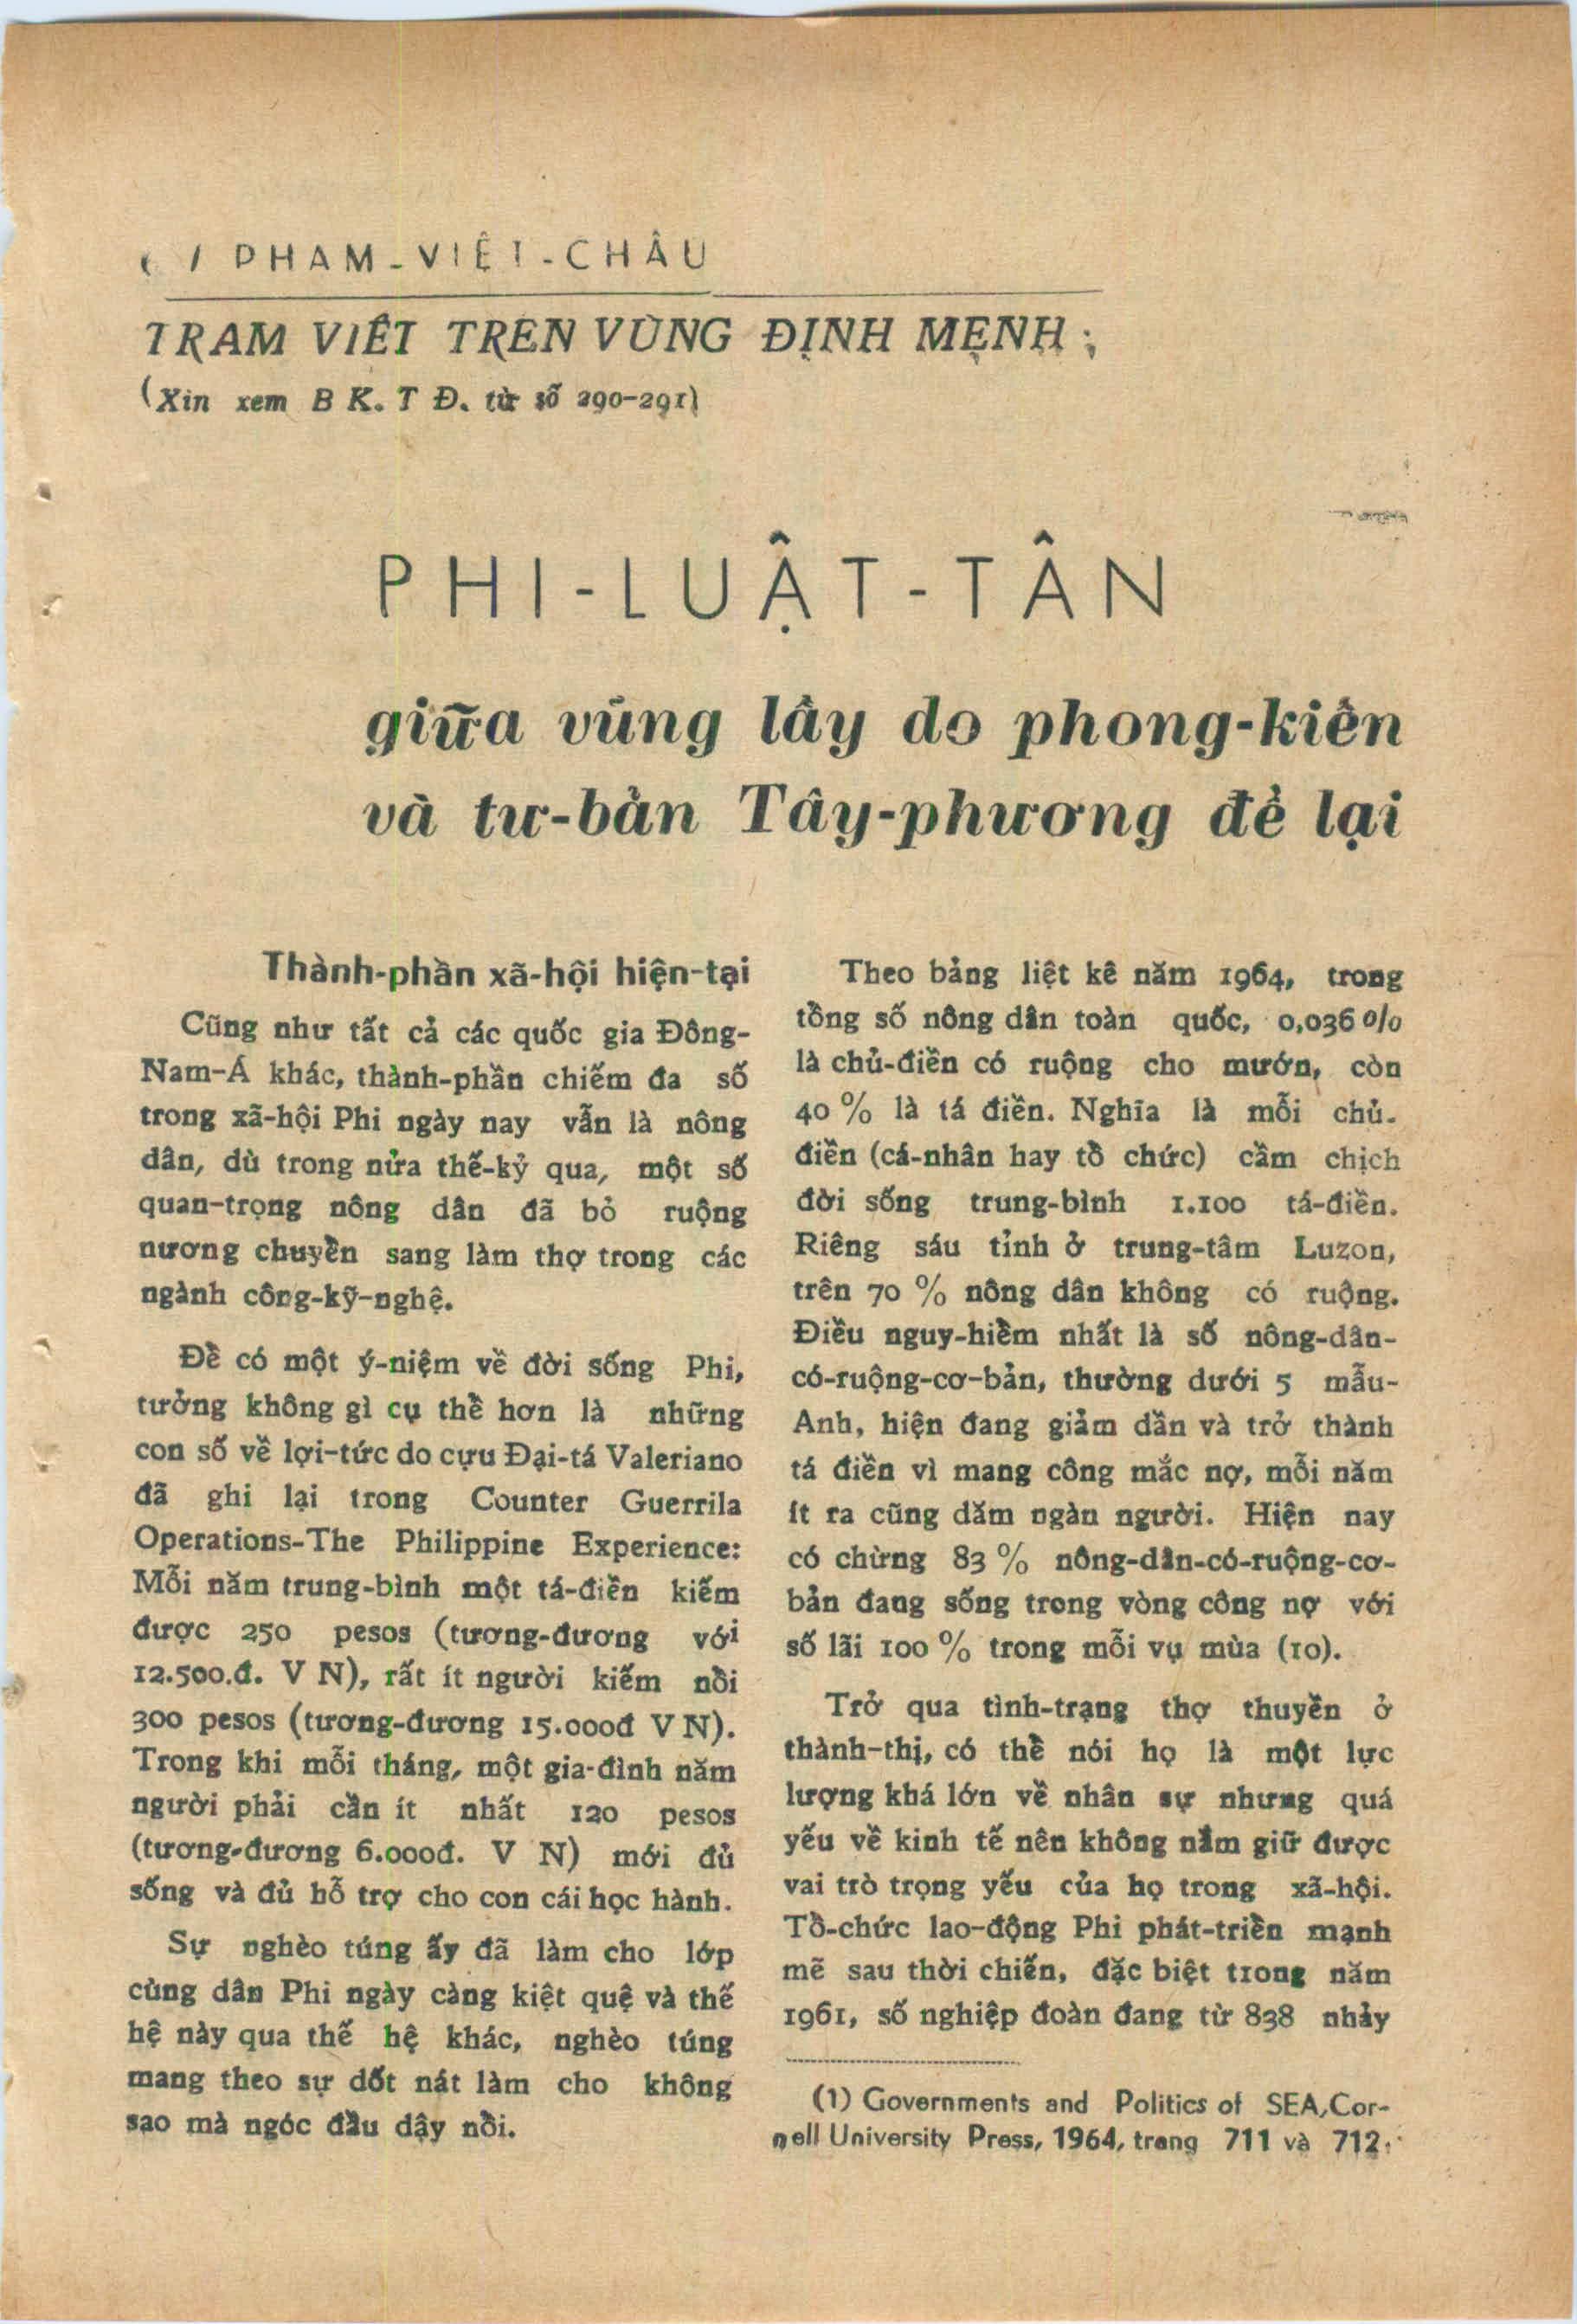 PHAM-VIỆT-CHÂU
TRAM VIÊT TRÊN VÙNG ĐỊNH MỆNH ;
(Xin xem B K. T Đ. từ số 290-291)
PHI-LUẬT-TÂN
giữa vũng lầy do phong-kiến
và tư-bản Tây-phương để lại
Thành-phần xã-hội hiện-tại
Cũng như tất cả các quốc gia Đông-
Nam-Á khác, thành-phần chiếm đa số
trong xã-hội Phi ngày nay vẫn là nông
dân, dù trong nửa thế-kỷ qua, một số
quan-trọng nông dân đã bỏ ruộng
nương chuyển sang làm thợ trong các
ngành công-kỹ-nghệ.
Để có một ý-niệm về đời sống Phi,
tưởng không gì cụ thể hơn là những
con số về lợi-tức do cựu Đại-tá Valeriano
đã ghi lại trong Counter Guerrila
Operations-The Philippine Experience:
Mỗi năm trung-bình một tá-điền kiếm
được 250 pesos (tương-đương với
12.500.đ. V N), rất ít người kiếm nổi
300 pesos (tương-đương 15.000đ V N).
Trong khi mỗi tháng, một gia-đình năm
người phải cần ít nhất 120 pesos
(tương-đương 6.000đ. V N) mới đủ
sống và đủ hỗ trợ cho con cái học hành.
Sự nghèo túng ấy đã làm cho lớp
cùng dân Phi ngày càng kiệt quệ và thế
hệ này qua thế hệ khác, nghèo túng
mang theo sự dốt nát làm cho không
sao mà ngóc đầu dậy nổi.
Theo bảng liệt kê năm 1964, trong
tổng số nông dân toàn quốc, 0,036 o/o
là chủ-điền có ruộng cho mướn, còn
40 % là tá điền. Nghĩa là mỗi chủ-
điền (cá-nhân hay tổ chức) cầm chịch
đời sống trung-bình 1.100 tá-điền.
Riêng sáu tỉnh ở trung-tâm Luzon,
trên 70 % nông dân không có ruộng.
Điều nguy-hiểm nhất là số nông-dân-
có-ruộng-cơ-bản, thường dưới 5 mẫu-
Anh, hiện đang giảm dần và trở thành
tá điền vì mang công mắc nợ, mỗi năm
ít ra cũng dăm ngàn người. Hiện nay
có chừng 83 % nông-dân-có-ruộng-cơ-
bản đang sống trong vòng công nợ với
số lãi 100 % trong mỗi vụ mùa (10).
Trở qua tình-trạng thợ thuyền ở
thành-thị, có thể nói họ là một lực
lượng khá lớn về nhân sự nhưng quá
yếu về kinh tế nên không nắm giữ được
vai trò trọng yếu của họ trong xã-hội.
Tổ-chức lao-động Phi phát-triển mạnh
mẽ sau thời chiến, đặc biệt trong năm
1961, số nghiệp đoàn đang từ 838 nhảy
(1) Governments and Politics of SEA,Cor-
nell University Press, 1964, trang 711 và 712.